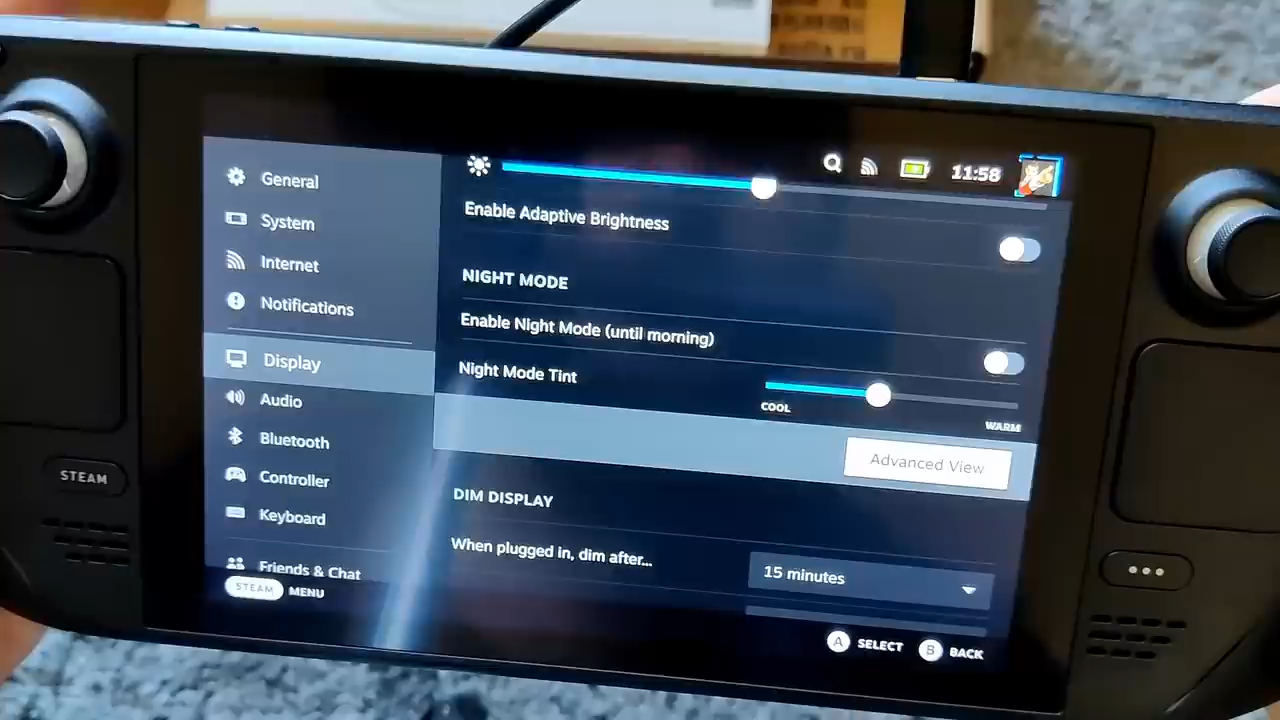 11:58
General
System
Internet
Notifications
Display
Audio
Bluetooth
Controller
Keyboard
Friends & Chat
STEAM MENU
Enable Adaptive Brightness
NIGHT MODE
Enable Night Mode (until morning)
Night Mode Tint
COOL
WARM
Advanced View
DIM DISPLAY
When plugged in, dim after...
15 minutes
A SELECT B BACK
STEAM